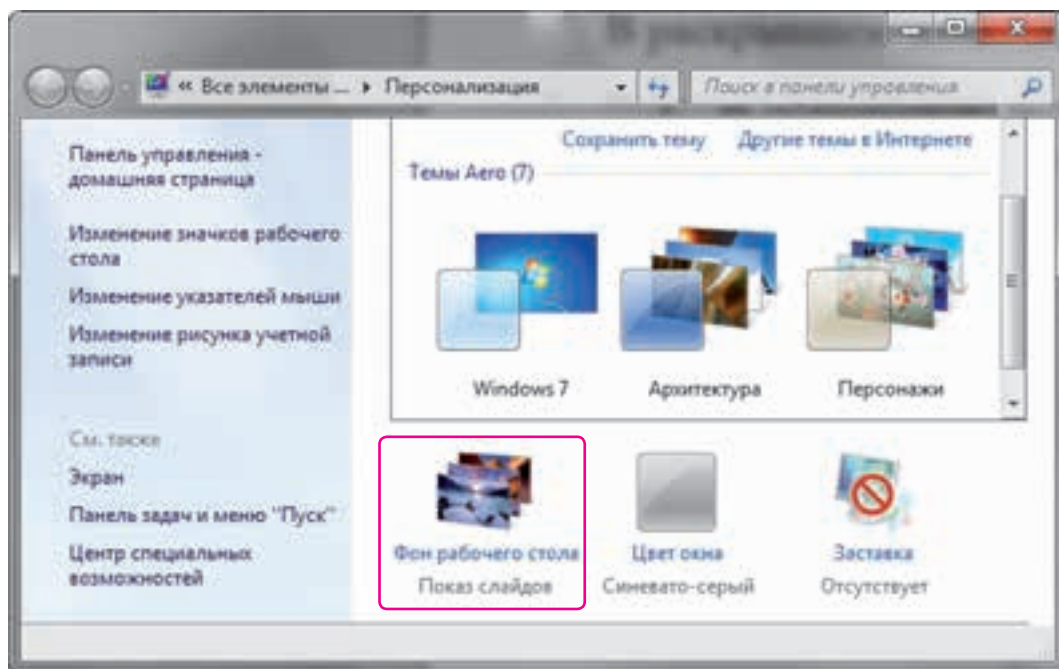 « Все элементы ... ▸ Персонализация
Поиск в панели управления
Панель управления -
домашняя страница
Изменение значков рабочего
стола
Изменение указателей мыши
Изменение рисунка учетной
записи
См. также
Экран
Панель задач и меню "Пуск"
Центр специальных
возможностей
Сохранить тему Другие темы в Интернете
Темы Aero (7)
Windows 7 Архитектура Персонажи
Фон рабочего стола Цвет окна Заставка
Показ слайдов Синевато-серый Отсутствует